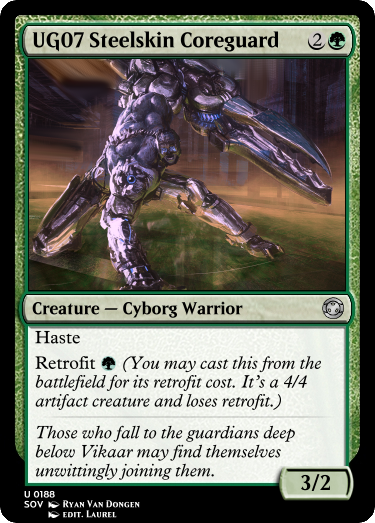 UG07 Steelskin Coreguard 2
Creature — Cyborg Warrior
Haste
Retrofit (You may cast this from the
battlefield for its retrofit cost. It's a 4/4
artifact creature and loses retrofit.)
Those who fall to the guardians deep
below Vikaar may find themselves
unwittingly joining them.
3/2
U 0188
SOV Ryan Van Dongen
edit. Laurel